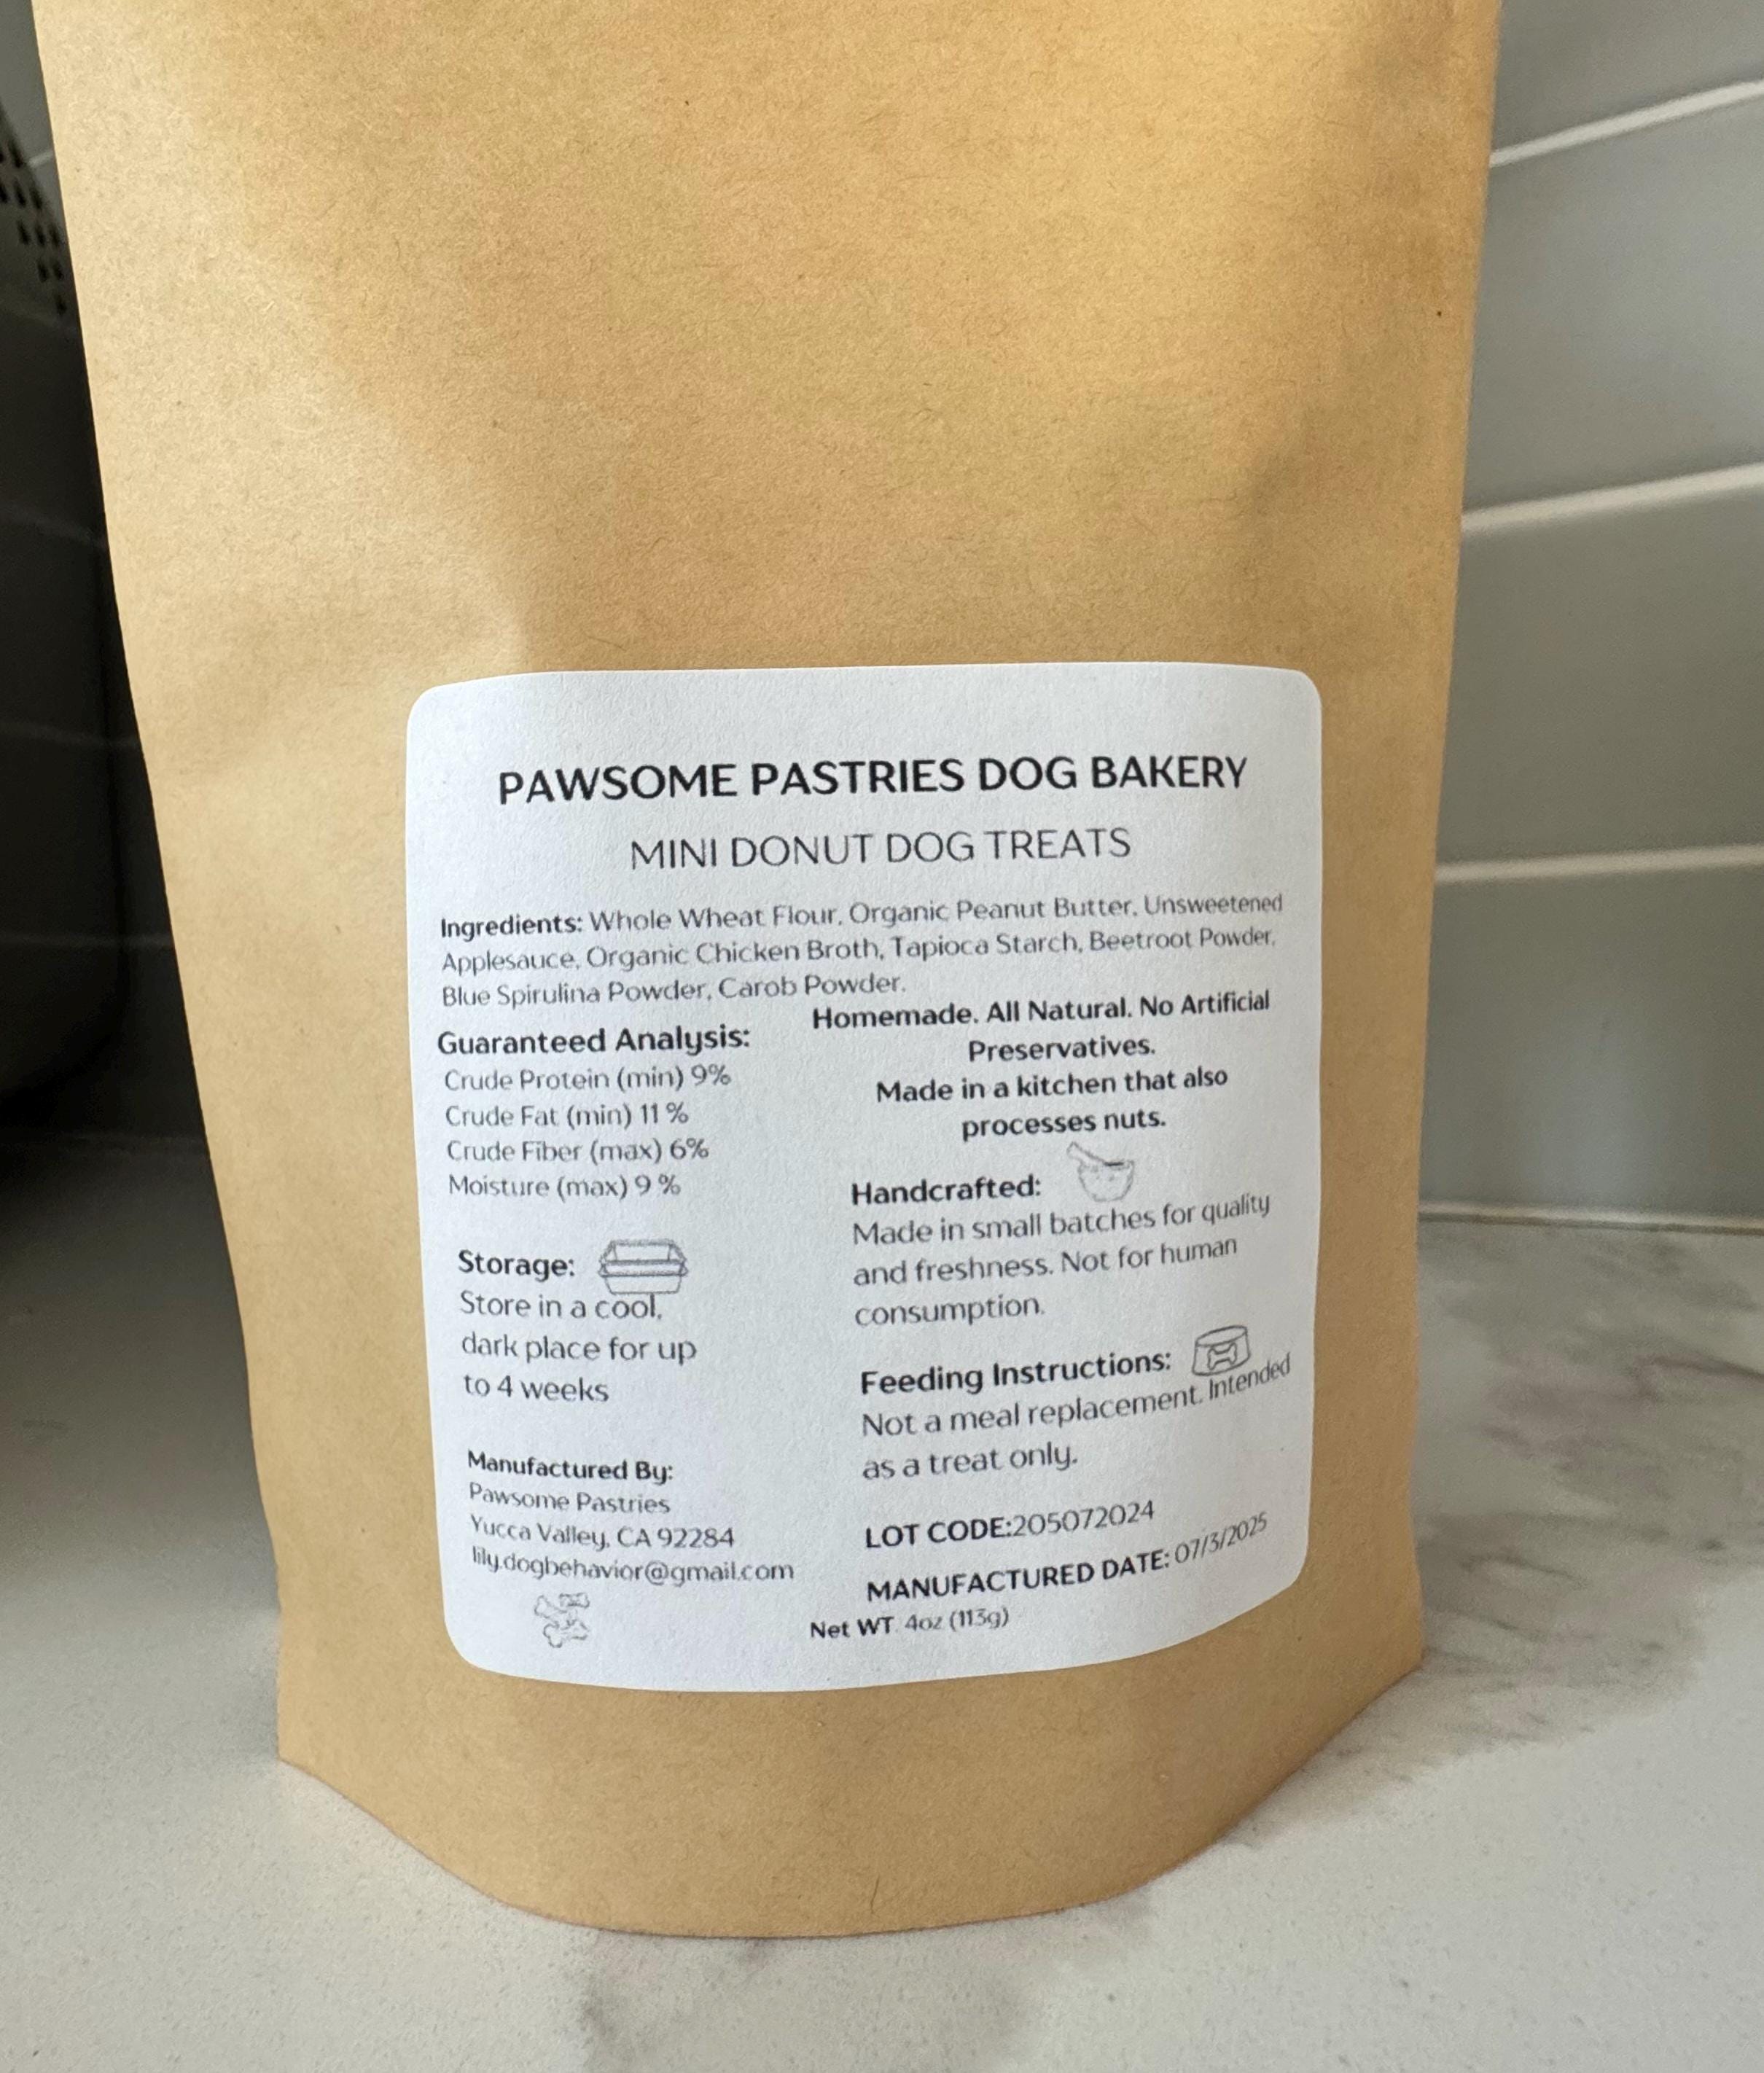 PAWSOME PASTRIES DOG BAKERY
MINI DONUT DOG TREATS
Ingredients: Whole Wheat Flour, Organic Peanut Butter, Unsweetened
Applesauce, Organic Chicken Broth, Tapioca Starch, Beetroot Powder,
Blue Spirulina Powder, Carob Powder.
Guaranteed Analysis:
Crude Protein (min) 9%
Crude Fat (min) 11 %
Crude Fiber (max) 6%
Moisture (max) 9 %
Storage:
Store in a cool,
dark place for up
to 4 weeks
Manufactured By:
Pawsome Pastries
Yucca Valley, CA 92284
lily.dogbehavior@gmail.com
Homemade. All Natural. No Artificial
Preservatives.
Made in a kitchen that also
processes nuts.
Handcrafted:
Made in small batches for quality
and freshness. Not for human
consumption.
Feeding Instructions:
Not a meal replacement. Intended
as a treat only.
LOT CODE:205072024
MANUFACTURED DATE: 07/3/2025
Net WT. 4oz (113g)